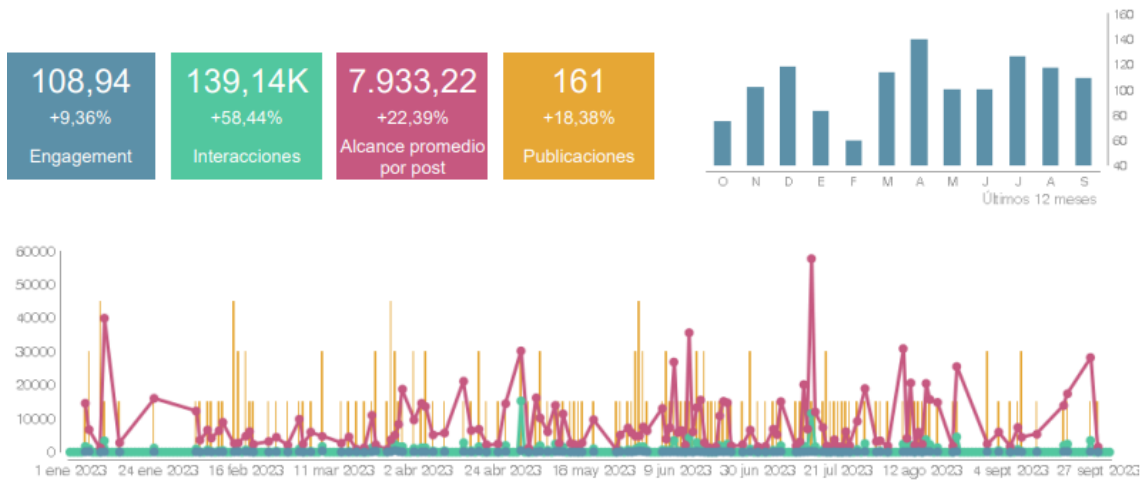 108,94
+9,36%
Engagement
139,14K
+58,44%
Interacciones
7.933,22
+22,39%
Alcance promedio
por post
161
+18,38%
Publicaciones
160
140
120
100
80
60
40
O N D E F M A M J J A S
Últimos 12 meses
60000
50000
40000
30000
20000
10000
0
1 ene 2023 24 ene 2023 16 feb 2023 11 mar 2023 2 abr 2023 24 abr 2023 16 may 2023 9 jun 2023 30 jun 2023 21 jul 2023 12 ago 2023 4 sept 2023 27 sept 2023